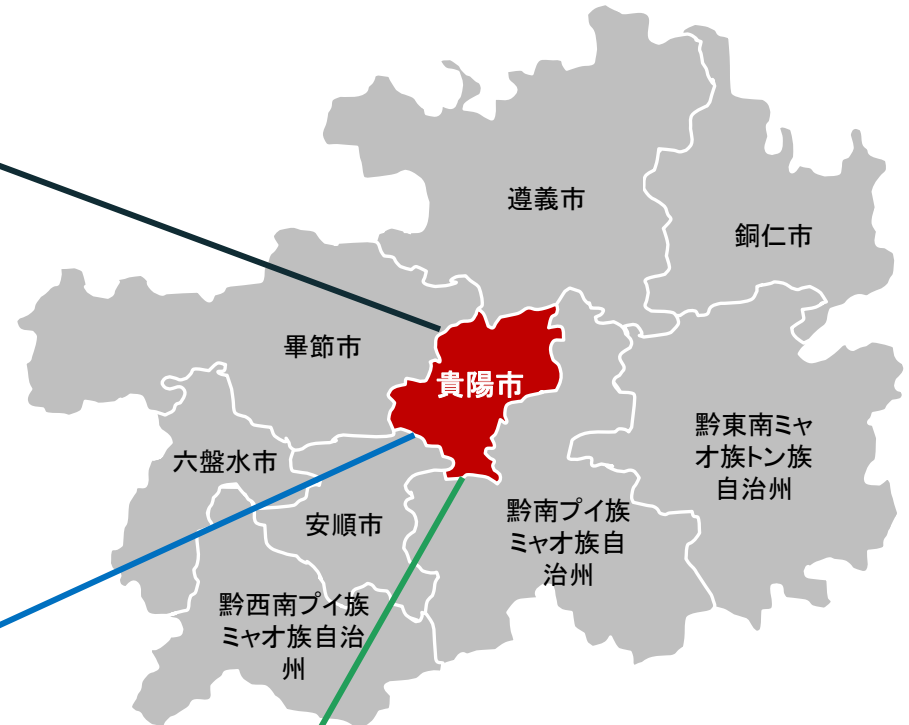 遵義市
銅仁市
畢節市
貴陽市
黔東南ミャ
オ族トン族
自治州
六盤水市
安順市
黔南プイ族
ミャオ族自
治州
黔西南プイ族
ミャオ族自治
州